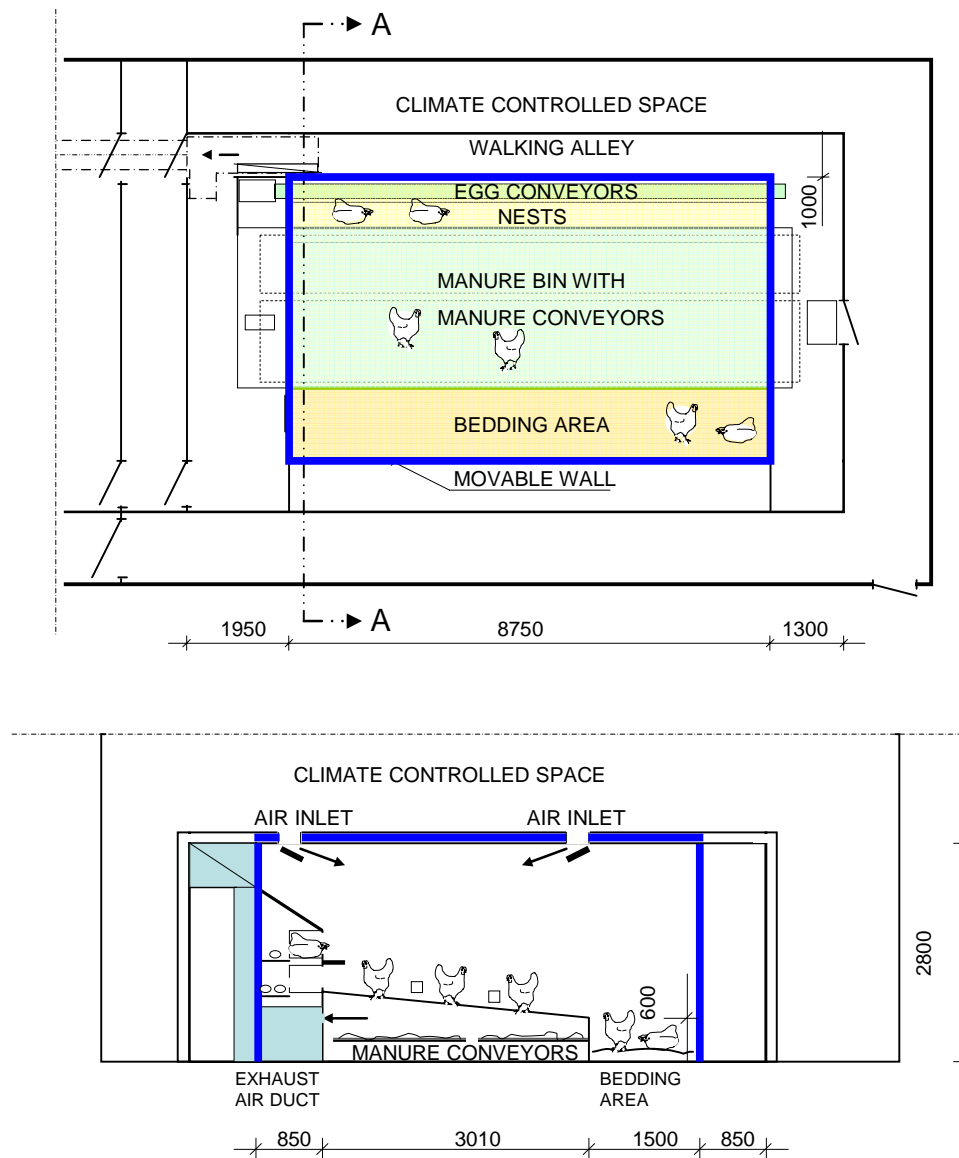 A
CLIMATE CONTROLLED SPACE
WALKING ALLEY
EGG CONVEYORS
NESTS
1000
MANURE BIN WITH
MANURE CONVEYORS
BEDDING AREA
MOVABLE WALL
A
1950
8750
1300
CLIMATE CONTROLLED SPACE
AIR INLET
AIR INLET
2800
600
MANURE CONVEYORS
EXHAUST
AIR DUCT
BEDDING
AREA
850
3010
1500
850